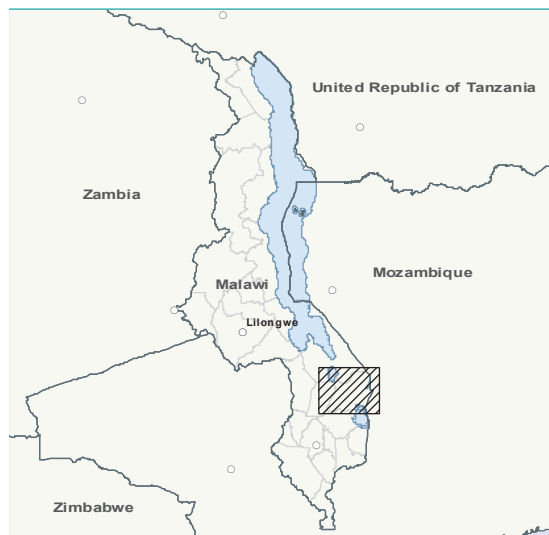 United Republic of Tanzania
Zambia
Mozambique
Malawi
Lilongwe
Zimbabwe